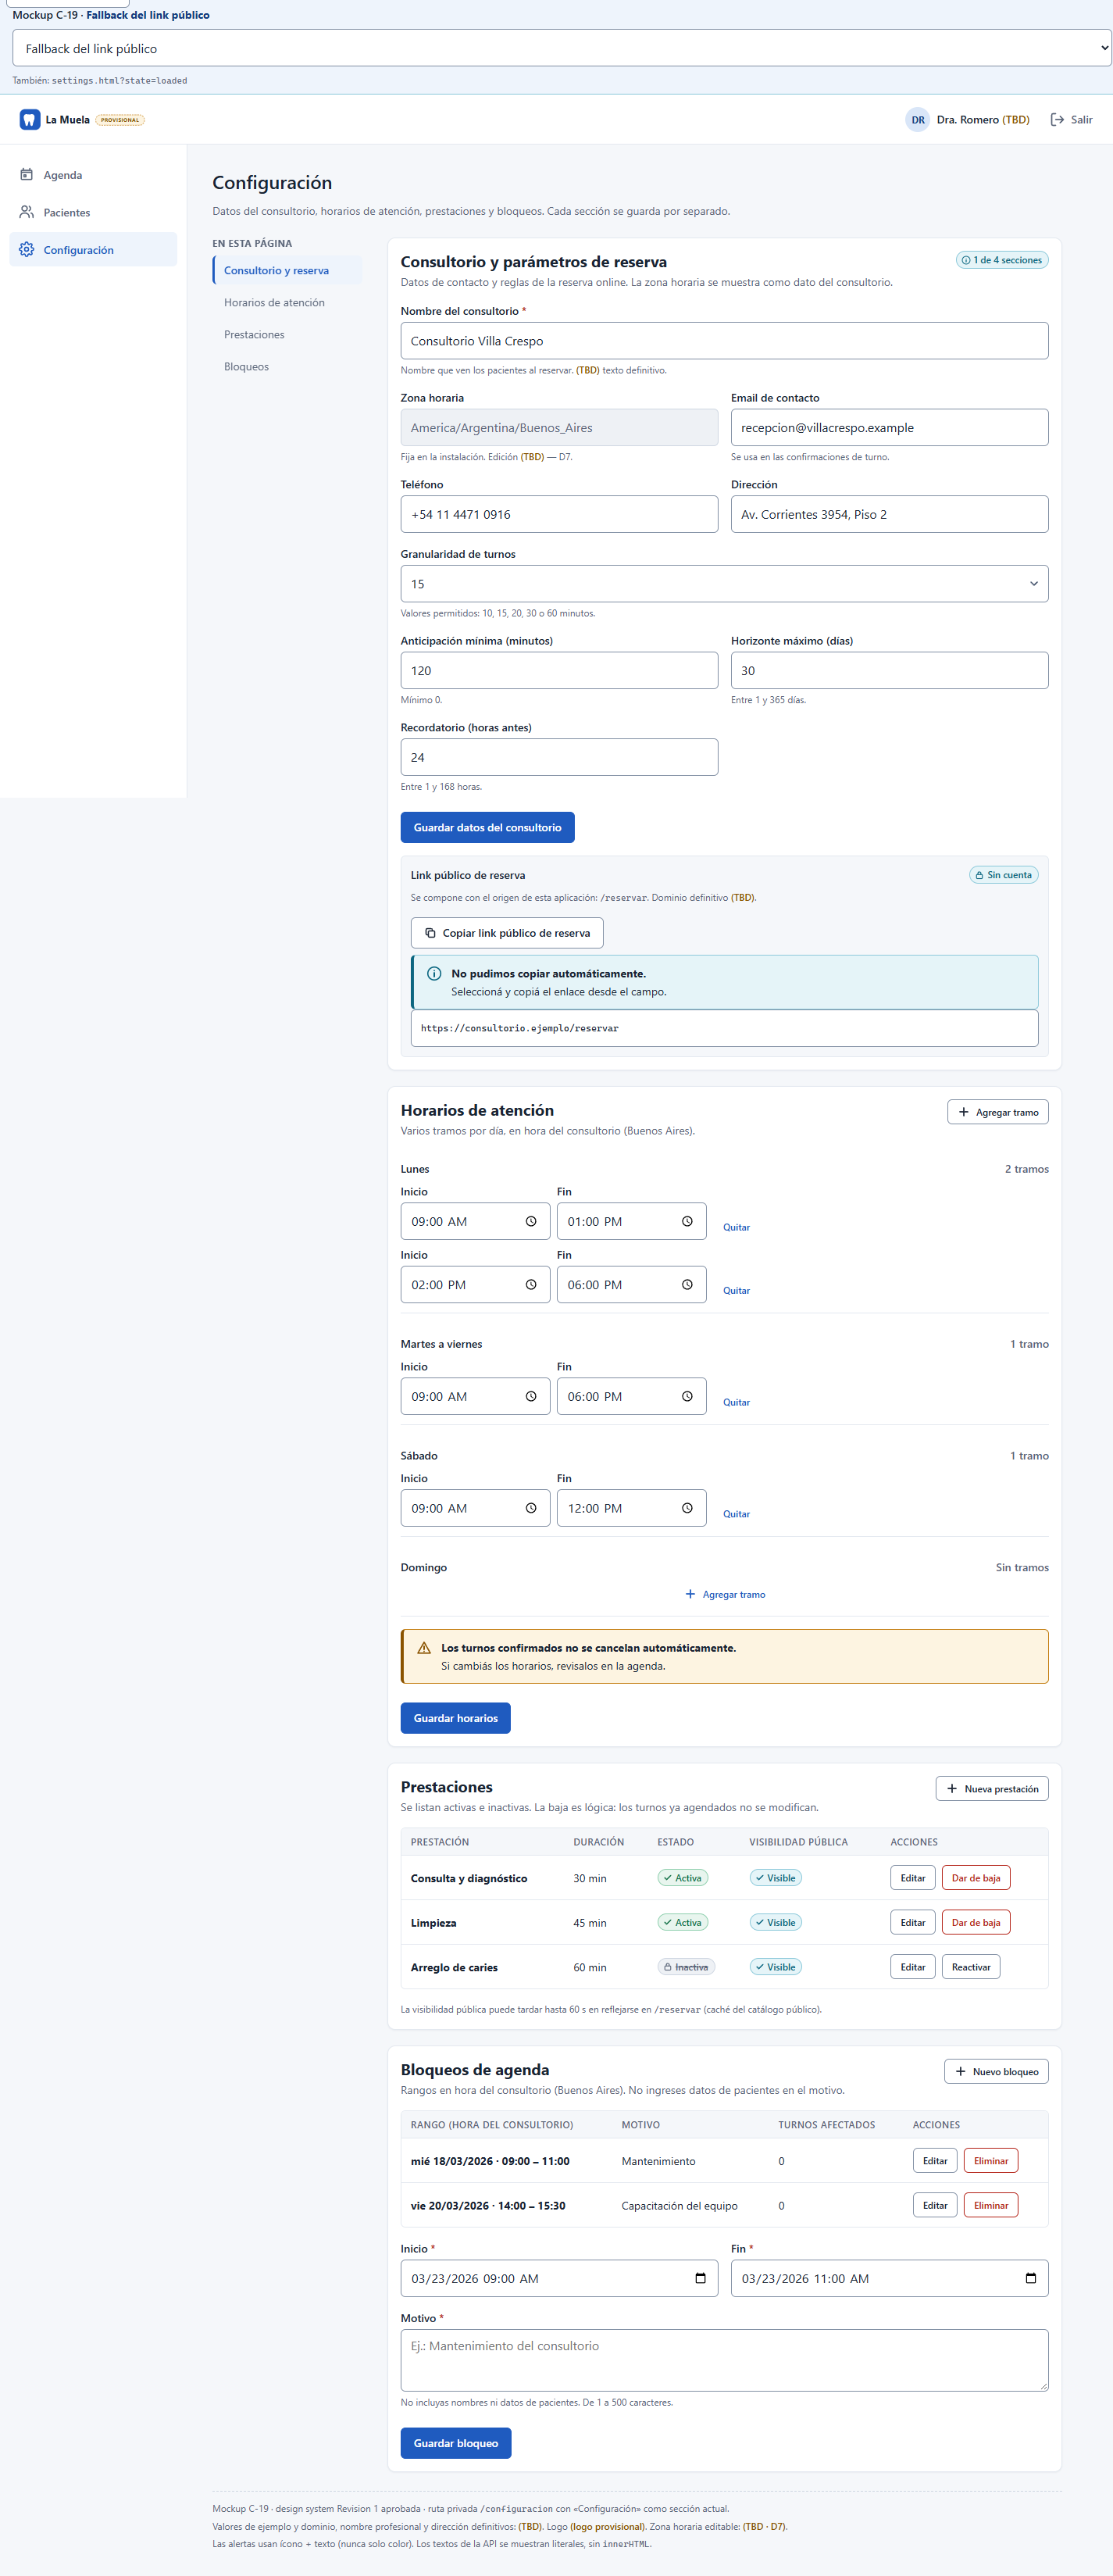 Mockup C-19 · Fallback del link público
Fallback del link público
También: settings.html?state=loaded
La Muela PROVISIONAL
DR Dra. Romero (TBD) Salir
Agenda
Pacientes
Configuración
Configuración
Datos del consultorio, horarios de atención, prestaciones y bloqueos. Cada sección se guarda por separado.
EN ESTA PÁGINA
Consultorio y reserva
Horarios de atención
Prestaciones
Bloqueos
Consultorio y parámetros de reserva
1 de 4 secciones
Datos de contacto y reglas de la reserva online. La zona horaria se muestra como dato del consultorio.
Nombre del consultorio *
Consultorio Villa Crespo
Nombre que ven los pacientes al reservar. (TBD) texto definitivo.
Zona horaria
America/Argentina/Buenos_Aires
Fija en la instalación. Edición (TBD) — D7.
Email de contacto
recepcion@villacrespo.example
Se usa en las confirmaciones de turno.
Teléfono
+54 11 4471 0916
Dirección
Av. Corrientes 3954, Piso 2
Granularidad de turnos
15
Valores permitidos: 10, 15, 20, 30 o 60 minutos.
Anticipación mínima (minutos)
120
Mínimo 0.
Horizonte máximo (días)
30
Entre 1 y 365 días.
Recordatorio (horas antes)
24
Entre 1 y 168 horas.
Guardar datos del consultorio
Link público de reserva
Sin cuenta
Se compone con el origen de esta aplicación: /reservar. Dominio definitivo (TBD).
Copiar link público de reserva
No pudimos copiar automáticamente.
Seleccioná y copiá el enlace desde el campo.
https://consultorio.ejemplo/reservar
Horarios de atención
Agregar tramo
Varios tramos por día, en hora del consultorio (Buenos Aires).
Lunes 2 tramos
Inicio Fin
09:00 AM 01:00 PM Quitar
Inicio Fin
02:00 PM 06:00 PM Quitar
Martes a viernes 1 tramo
Inicio Fin
09:00 AM 06:00 PM Quitar
Sábado 1 tramo
Inicio Fin
09:00 AM 12:00 PM Quitar
Domingo Sin tramos
Agregar tramo
Los turnos confirmados no se cancelan automáticamente.
Si cambiás los horarios, revisalos en la agenda.
Guardar horarios
Prestaciones
Nueva prestación
Se listan activas e inactivas. La baja es lógica: los turnos ya agendados no se modifican.
PRESTACIÓN DURACIÓN ESTADO VISIBILIDAD PÚBLICA ACCIONES
Consulta y diagnóstico 30 min Activa Visible Editar Dar de baja
Limpieza 45 min Activa Visible Editar Dar de baja
Arreglo de caries 60 min Inactiva Visible Editar Reactivar
La visibilidad pública puede tardar hasta 60 s en reflejarse en /reservar (caché del catálogo público).
Bloqueos de agenda
Nuevo bloqueo
Rangos en hora del consultorio (Buenos Aires). No ingreses datos de pacientes en el motivo.
RANGO (HORA DEL CONSULTORIO) MOTIVO TURNOS AFECTADOS ACCIONES
mié 18/03/2026 · 09:00 – 11:00 Mantenimiento 0 Editar Eliminar
vie 20/03/2026 · 14:00 – 15:30 Capacitación del equipo 0 Editar Eliminar
Inicio * Fin *
03/23/2026 09:00 AM 03/23/2026 11:00 AM
Motivo *
Ej.: Mantenimiento del consultorio
No incluyas nombres ni datos de pacientes. De 1 a 500 caracteres.
Guardar bloqueo
Mockup C-19 · design system Revision 1 aprobada · ruta privada /configuracion con «Configuración» como sección actual.
Valores de ejemplo y dominio, nombre profesional y dirección definitivos: (TBD). Logo (logo provisional). Zona horaria editable: (TBD · D7).
Las alertas usan ícono + texto (nunca solo color). Los textos de la API se muestran literales, sin innerHTML.